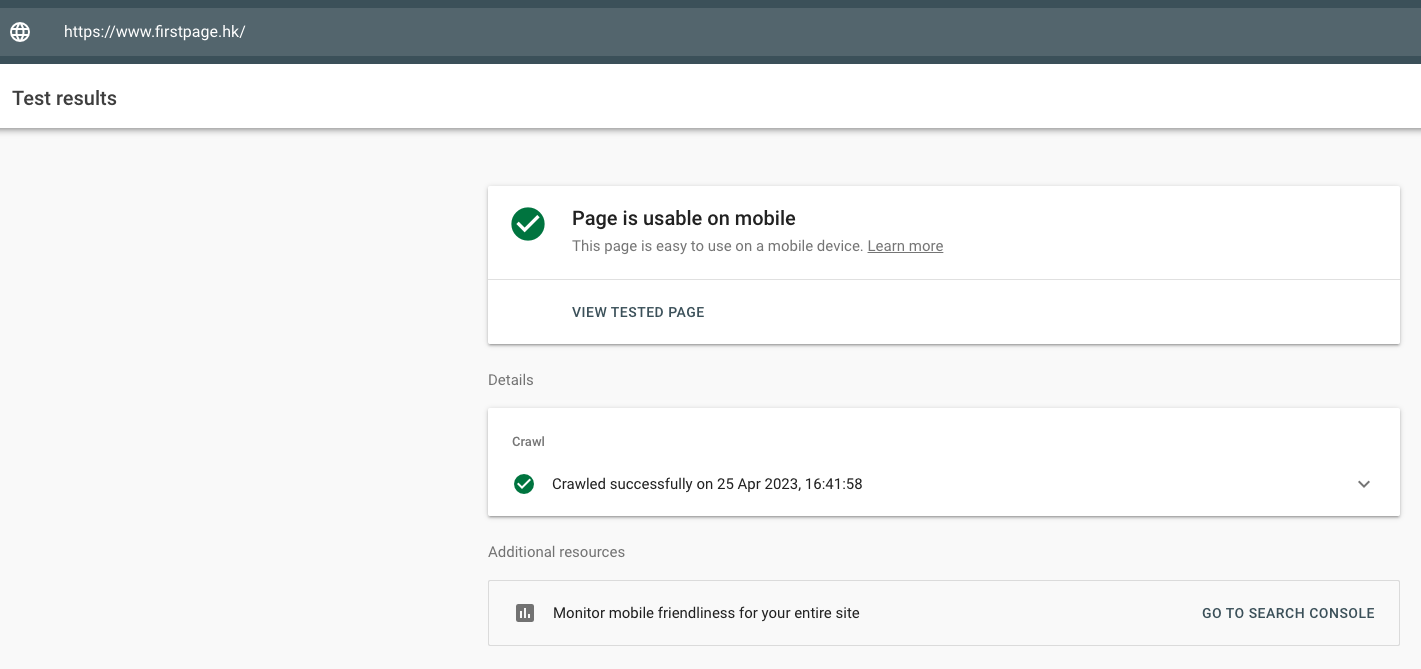 https://www.firstpage.hk/
Test results
Page is usable on mobile
This page is easy to use on a mobile device. Learn more
VIEW TESTED PAGE
Details
Crawl
Crawled successfully on 25 Apr 2023, 16:41:58
Additional resources
Monitor mobile friendliness for your entire site
GO TO SEARCH CONSOLE